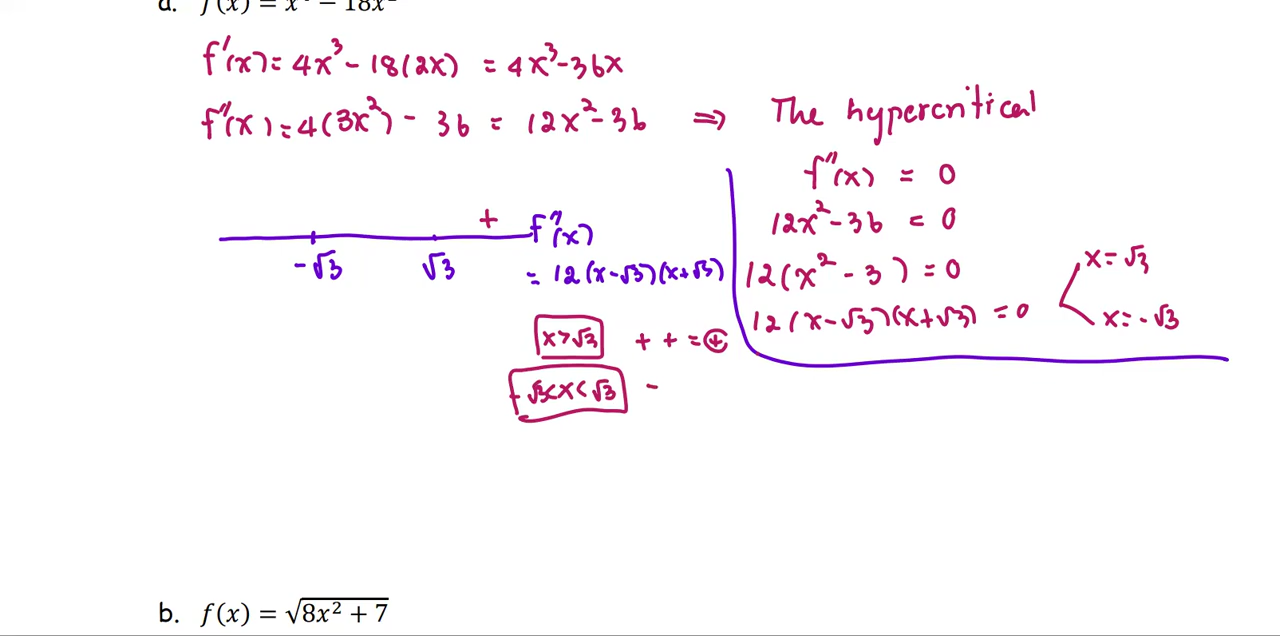 a. f(x) = x⁴ − 18x²
f'(x) = 4x³ - 18(2x) = 4x³ - 36x
f"(x) = 4(3x²) - 36 = 12x² - 36 ⇒ The hypercritical
f"(x) = 0
12x² - 36 = 0
12(x² - 3) = 0
12(x - √3)(x + √3) = 0
x = √3
x = -√3
+ f"(x)
-√3 √3 = 12(x - √3)(x + √3)
x > √3 + + = ⊕
-√3 < x < √3 -
b. f(x) = √(8x² + 7)